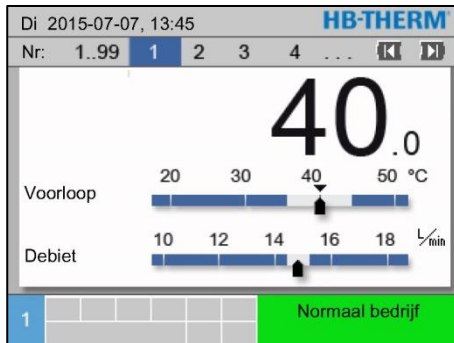 Di 2015-07-07, 13:45 HB-THERM®
Nr: 1..99 1 2 3 4 ...
40.0
20 30 40 50 °C
Voorloop
10 12 14 16 18 L/min
Debiet
1 Normaal bedrijf